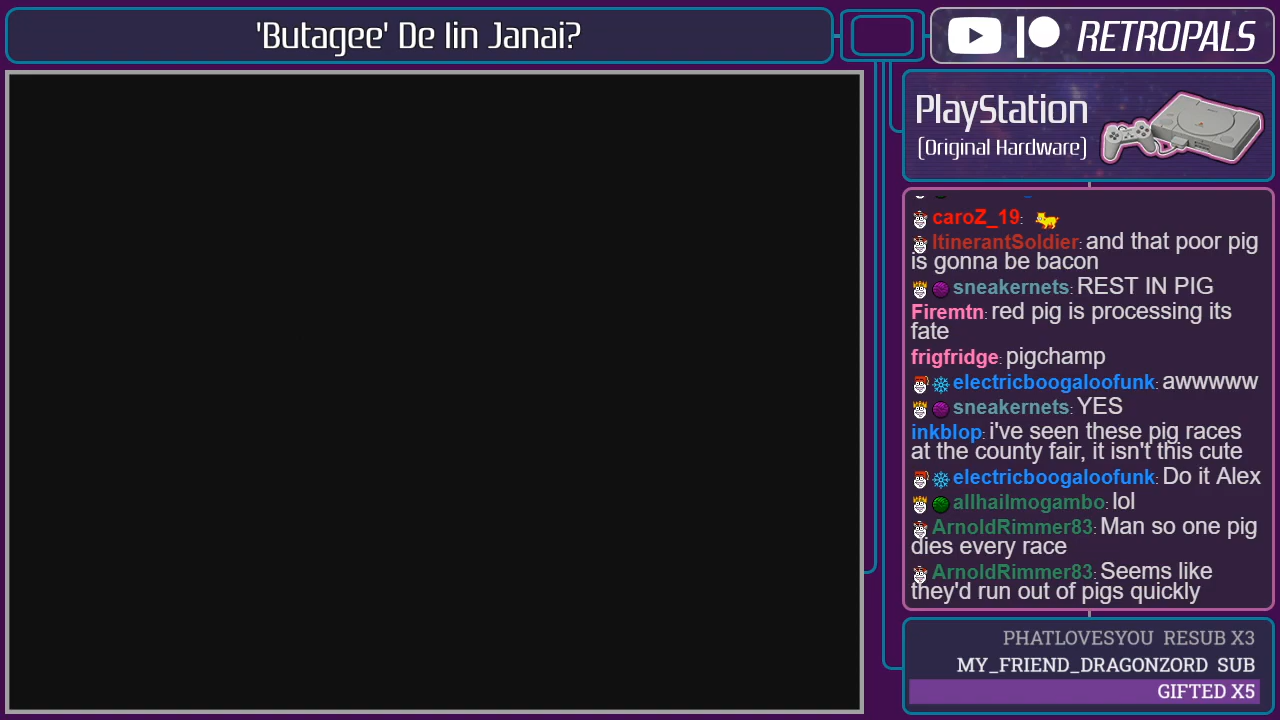 'Butagee' De Iin Janai?
RETROPALS
PlayStation
(Original Hardware)
caroZ_19:
ItinerantSoldier: and that poor pig
is gonna be bacon
sneakernets: REST IN PIG
Firemtn: red pig is processing its
fate
frigfridge: pigchamp
electricboogaloofunk: awwwww
sneakernets: YES
inkblop: i've seen these pig races
at the county fair, it isn't this cute
electricboogaloofunk: Do it Alex
allhailmogambo: lol
ArnoldRimmer83: Man so one pig
dies every race
ArnoldRimmer83: Seems like
they'd run out of pigs quickly
PHATLOVESYOU RESUB X3
MY_FRIEND_DRAGONZORD SUB
GIFTED X5